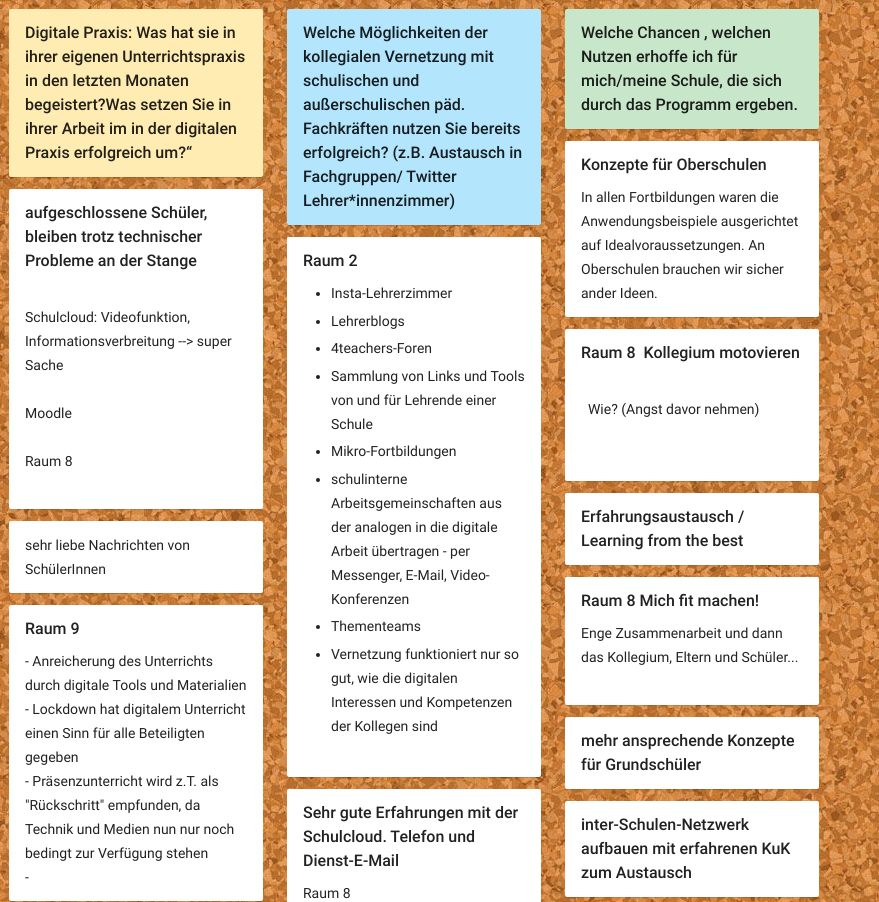 Digitale Praxis: Was hat sie in
ihrer eigenen Unterrichtspraxis
in den letzten Monaten
begeistert?Was setzen Sie in
ihrer Arbeit im in der digitalen
Praxis erfolgreich um?“
aufgeschlossene Schüler,
bleiben trotz technischer
Probleme an der Stange
Schulcloud: Videofunktion,
Informationsverbreitung --> super
Sache
Moodle
Raum 8
sehr liebe Nachrichten von
SchülerInnen
Raum 9
- Anreicherung des Unterrichts
durch digitale Tools und Materialien
- Lockdown hat digitalem Unterricht
einen Sinn für alle Beteiligten
gegeben
- Präsenzunterricht wird z.T. als
"Rückschritt" empfunden, da
Technik und Medien nun nur noch
bedingt zur Verfügung stehen
-
Welche Möglichkeiten der
kollegialen Vernetzung mit
schulischen und
außerschulischen päd.
Fachkräften nutzen Sie bereits
erfolgreich? (z.B. Austausch in
Fachgruppen/ Twitter
Lehrer*innenzimmer)
Raum 2
• Insta-Lehrerzimmer
• Lehrerblogs
• 4teachers-Foren
• Sammlung von Links und Tools
von und für Lehrende einer
Schule
• Mikro-Fortbildungen
• schulinterne
Arbeitsgemeinschaften aus
der analogen in die digitale
Arbeit übertragen - per
Messenger, E-Mail, Video-
Konferenzen
• Thementeams
• Vernetzung funktioniert nur so
gut, wie die digitalen
Interessen und Kompetenzen
der Kollegen sind
Sehr gute Erfahrungen mit der
Schulcloud. Telefon und
Dienst-E-Mail
Raum 8
Welche Chancen , welchen
Nutzen erhoffe ich für
mich/meine Schule, die sich
durch das Programm ergeben.
Konzepte für Oberschulen
In allen Fortbildungen waren die
Anwendungsbeispiele ausgerichtet
auf Idealvoraussetzungen. An
Oberschulen brauchen wir sicher
ander Ideen.
Raum 8  Kollegium motovieren
Wie? (Angst davor nehmen)
Erfahrungsaustausch /
Learning from the best
Raum 8 Mich fit machen!
Enge Zusammenarbeit und dann
das Kollegium, Eltern und Schüler...
mehr ansprechende Konzepte
für Grundschüler
inter-Schulen-Netzwerk
aufbauen mit erfahrenen KuK
zum Austausch